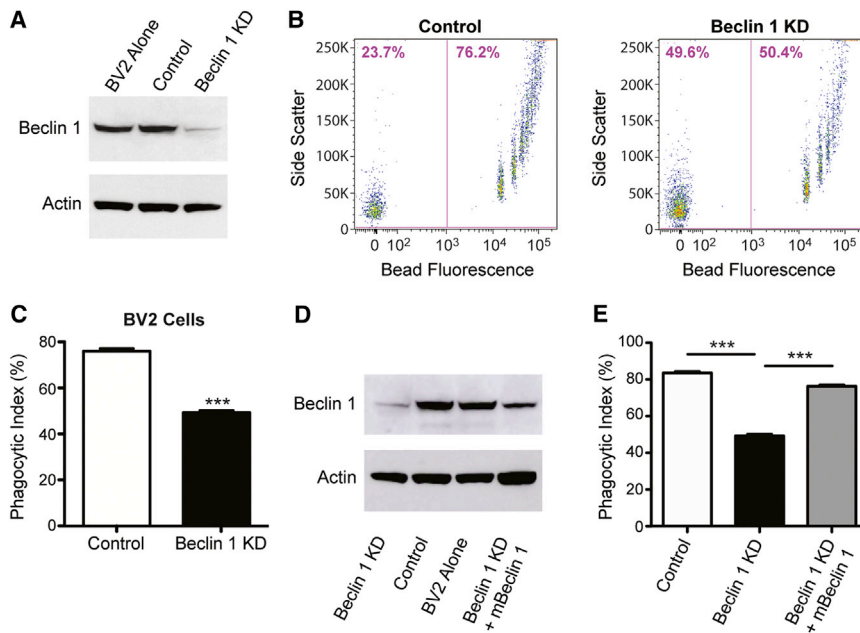 A
BV2 Alone
Control
Beclin 1 KD
Beclin 1
Actin
B
Control
23.7% 76.2%
250K
200K
150K
100K
50K
0
Side Scatter
0 10² 10³ 10⁴ 10⁵
Bead Fluorescence
Beclin 1 KD
49.6% 50.4%
250K
200K
150K
100K
50K
0
Side Scatter
0 10² 10³ 10⁴ 10⁵
Bead Fluorescence
C
BV2 Cells
Phagocytic Index (%)
80
60
40
20
0
***
Control Beclin 1 KD
D
Beclin 1
Actin
Beclin 1 KD
Control
BV2 Alone
Beclin 1 KD
+ mBeclin 1
E
Phagocytic Index (%)
100
80
60
40
20
0
*** ***
Control
Beclin 1 KD
Beclin 1 KD
+ mBeclin 1